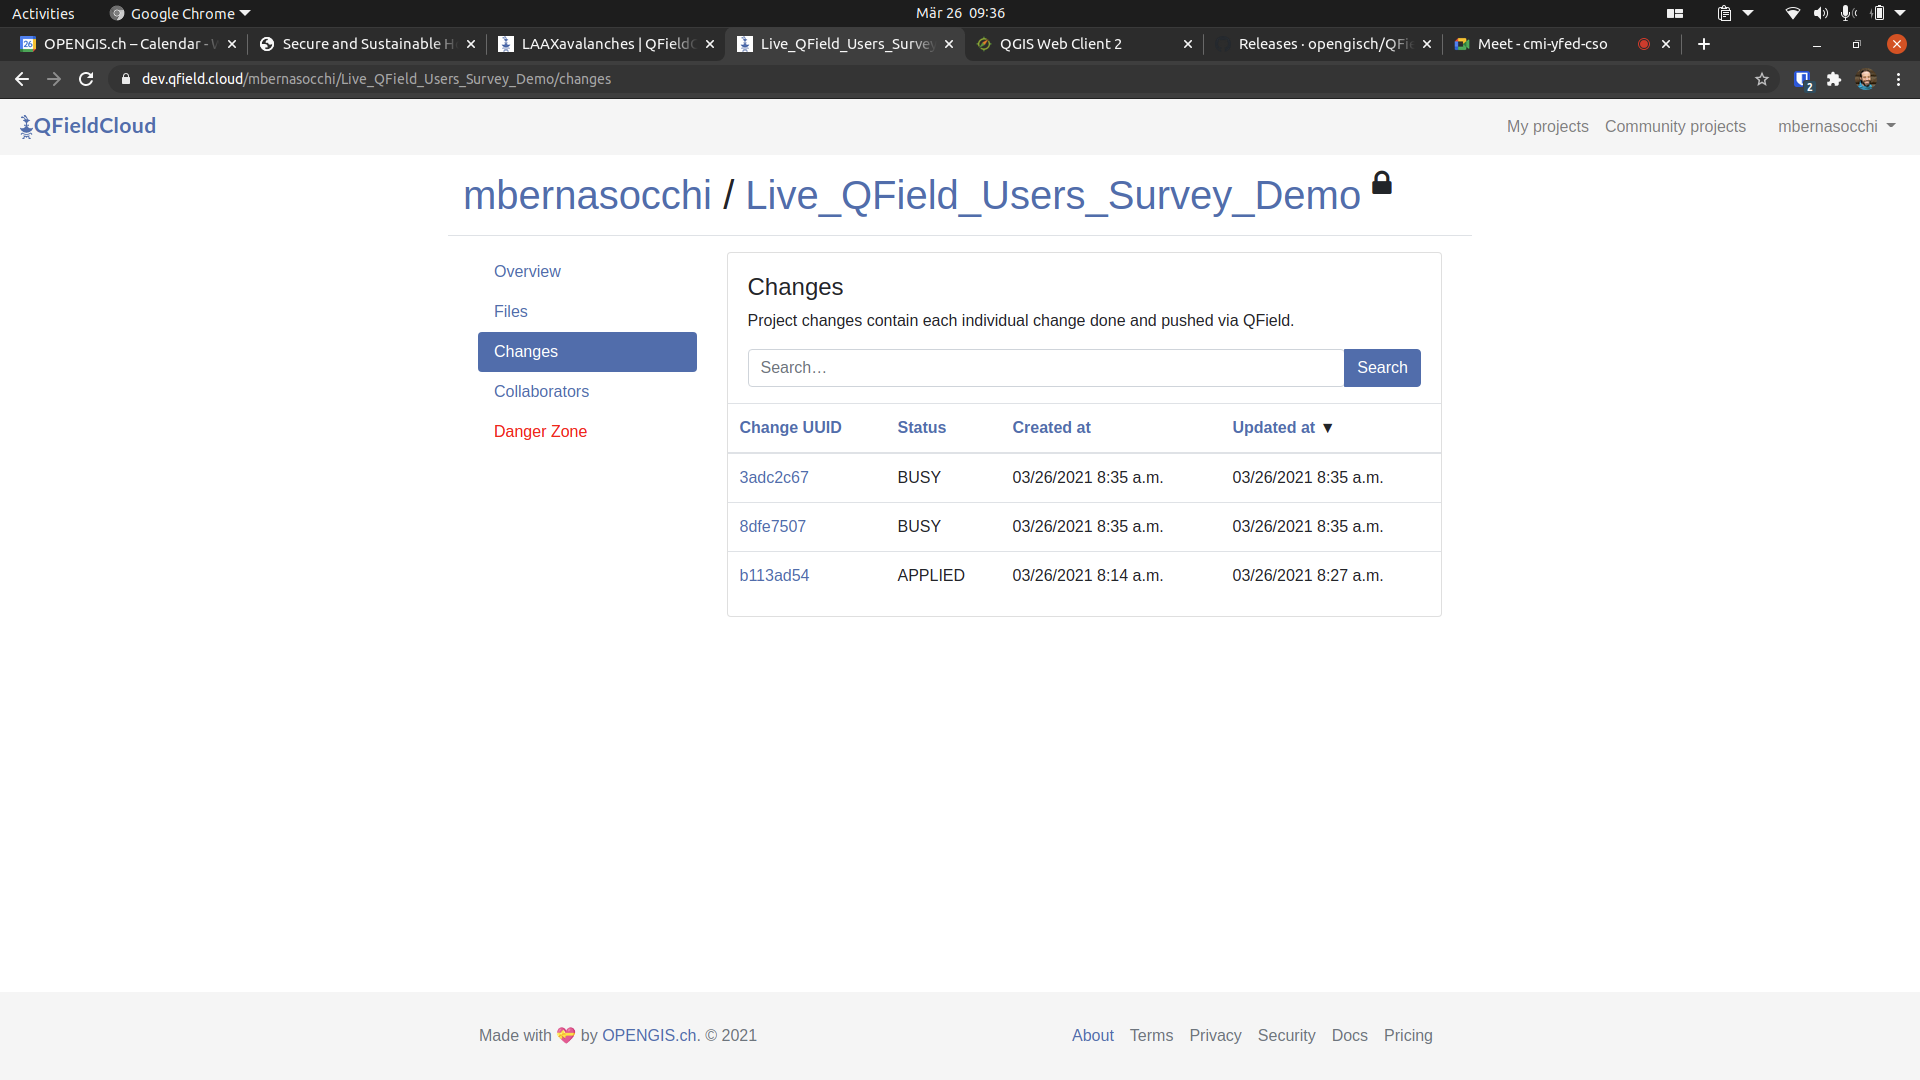 Activities Google Chrome Mär 26 09:36
OPENGIS.ch – Calendar - Secure and Sustainable H LAAXavalanches | QField Live_QField_Users_Survey QGIS Web Client 2 Releases · opengisch/QFi Meet - cmi-yfed-cso
dev.qfield.cloud/mbernasocchi/Live_QField_Users_Survey_Demo/changes 2
QFieldCloud My projects Community projects mbernasocchi
mbernasocchi / Live_QField_Users_Survey_Demo
Overview
Files
Changes
Collaborators
Danger Zone
Changes
Project changes contain each individual change done and pushed via QField.
Search… Search
Change UUID Status Created at Updated at ▼
3adc2c67 BUSY 03/26/2021 8:35 a.m. 03/26/2021 8:35 a.m.
8dfe7507 BUSY 03/26/2021 8:35 a.m. 03/26/2021 8:35 a.m.
b113ad54 APPLIED 03/26/2021 8:14 a.m. 03/26/2021 8:27 a.m.
Made with 💝 by OPENGIS.ch. © 2021 About Terms Privacy Security Docs Pricing